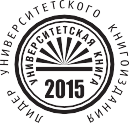 ЛИДЕР УНИВЕРСИТЕТСКОГО КНИГОИЗДАНИЯ
УНИВЕРСИТЕТСКАЯ КНИГА
2015